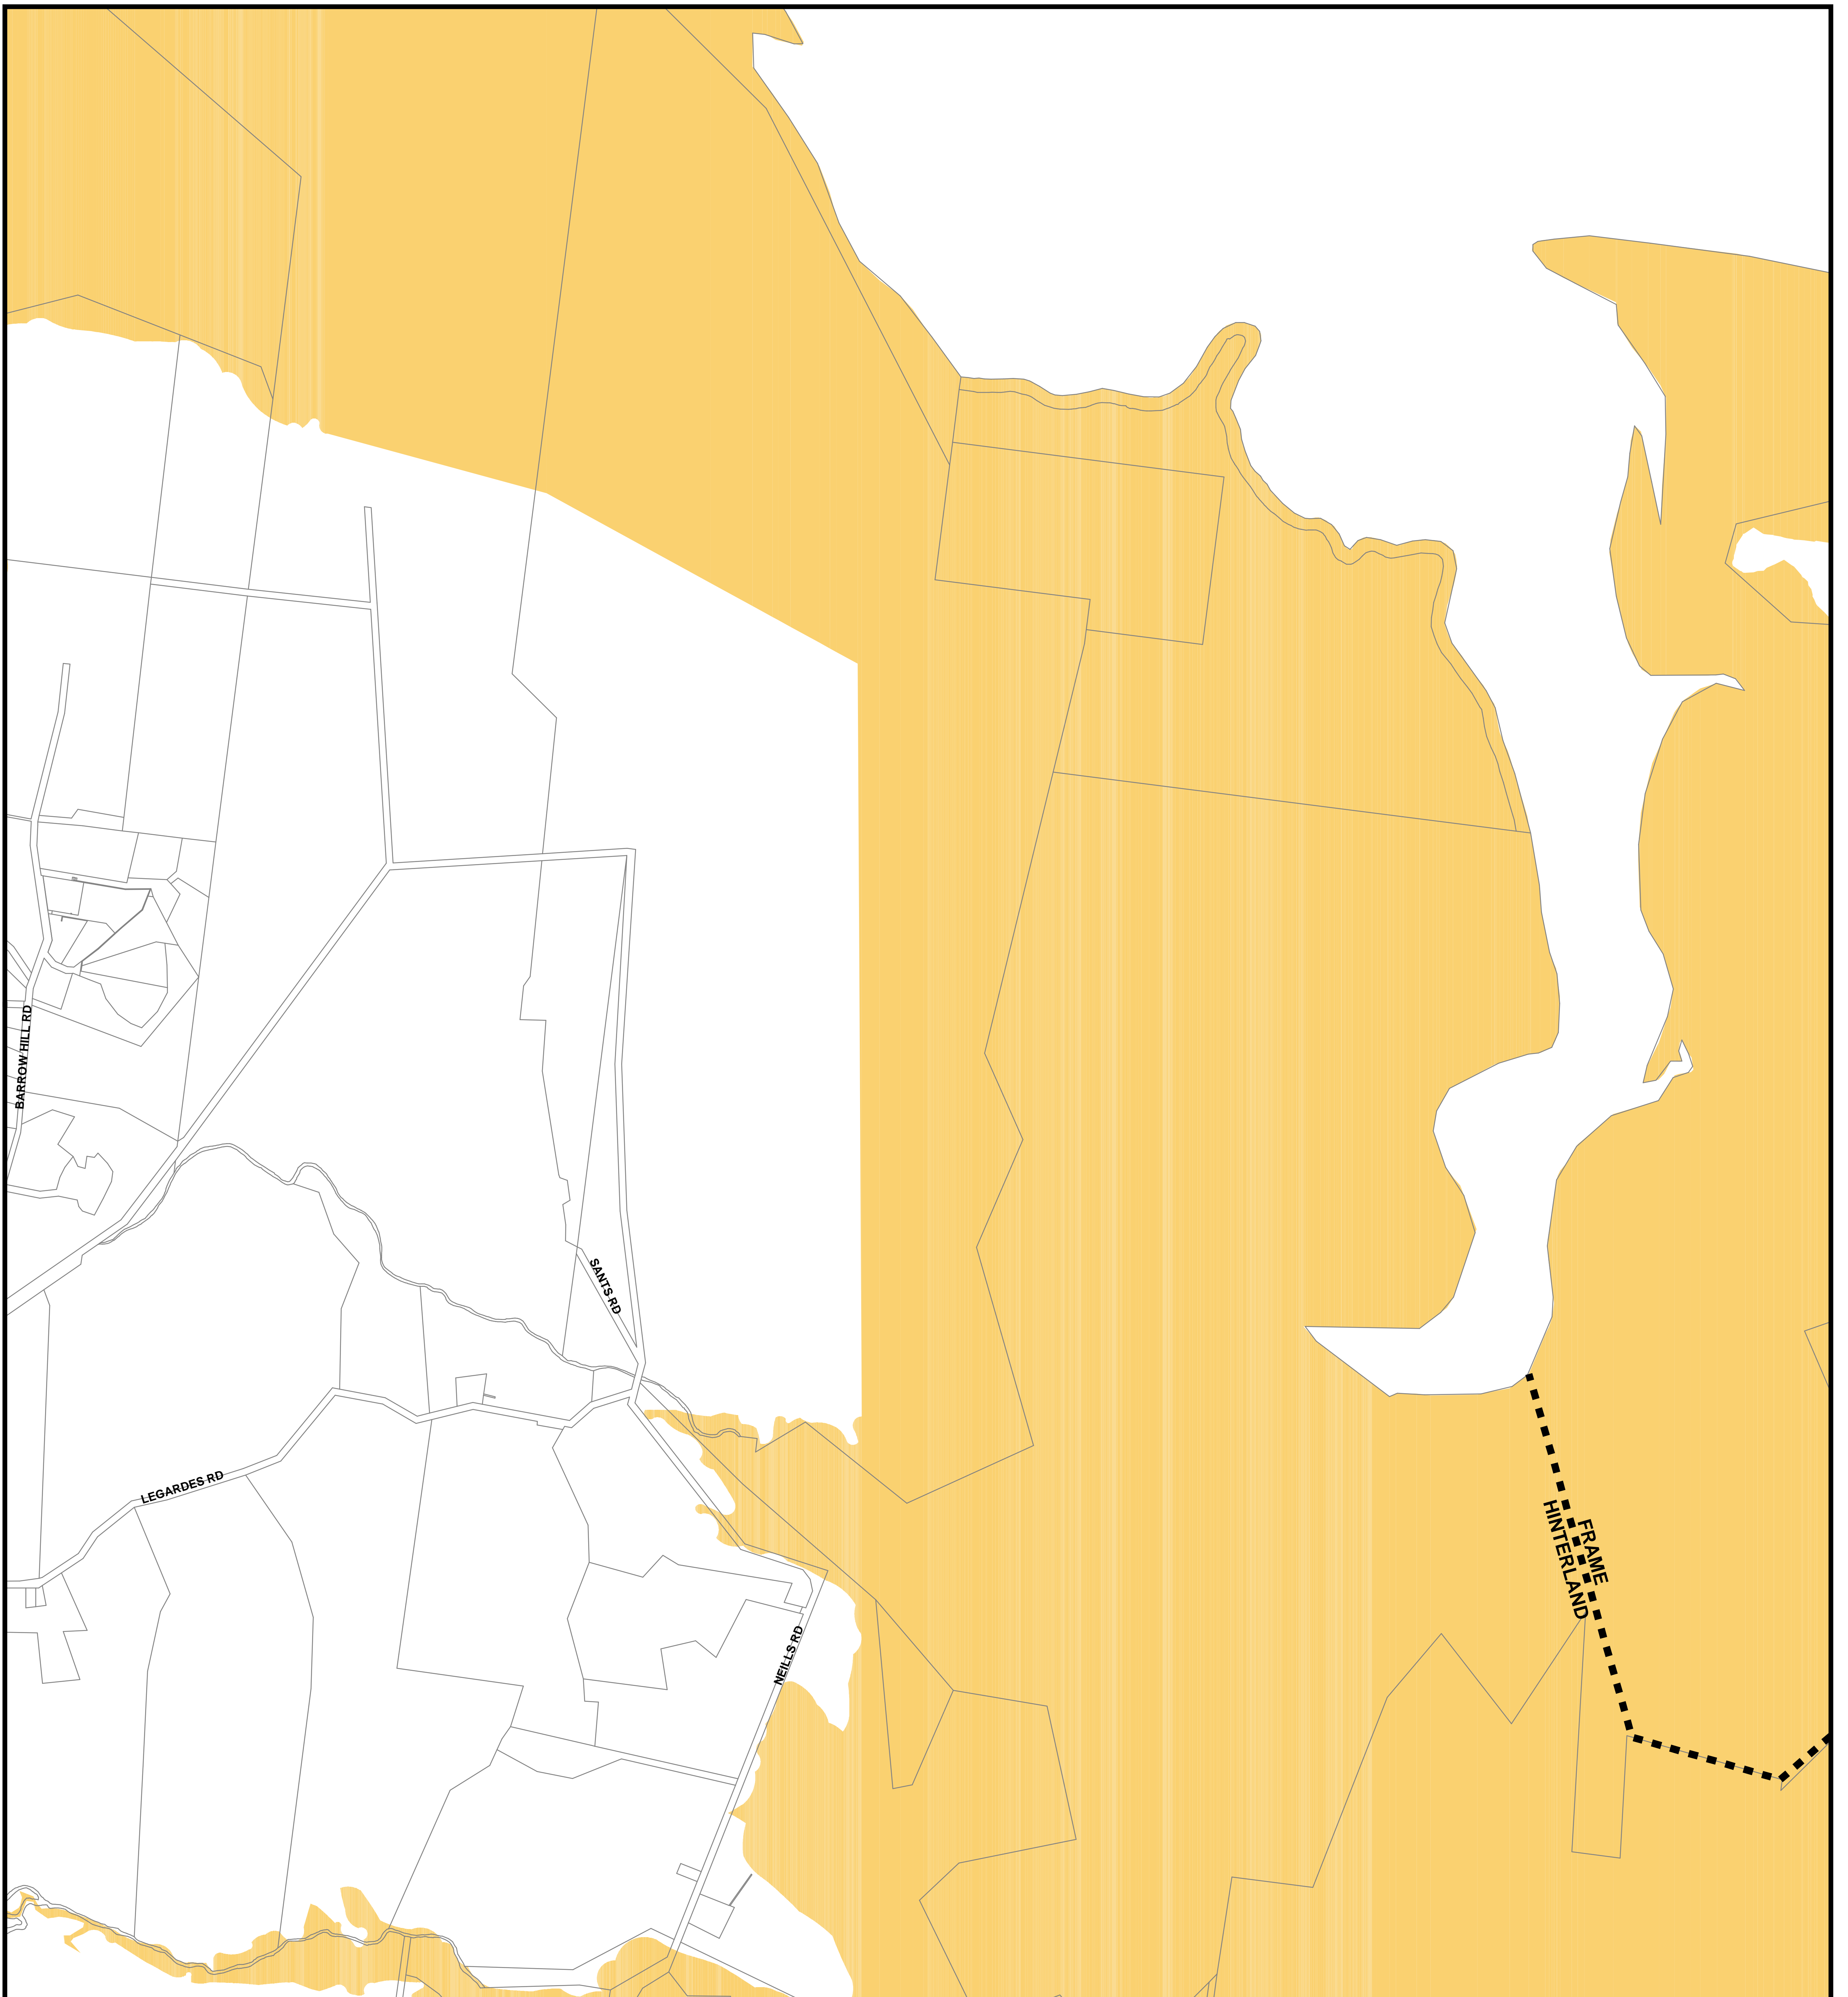 BARROW HILL RD
SANTS RD
LEGARDES RD
FRAME
HINTERLAND
NEILLS RD